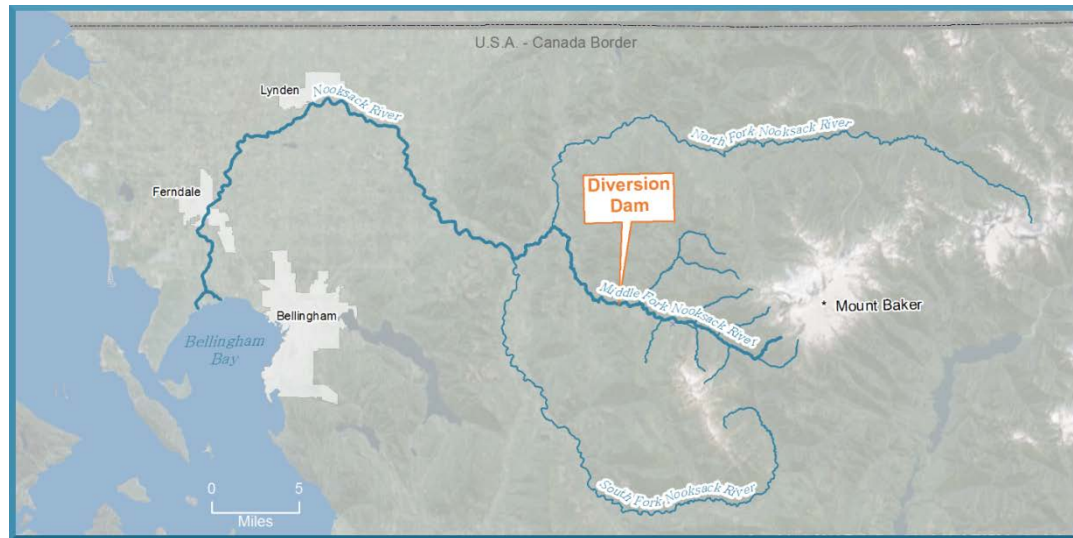 U.S.A. - Canada Border
Lynden
Nooksack River
North Fork Nooksack River
Ferndale
Diversion
Dam
Middle Fork Nooksack River
Mount Baker
Bellingham
Bellingham
Bay
South Fork Nooksack River
0 5
Miles